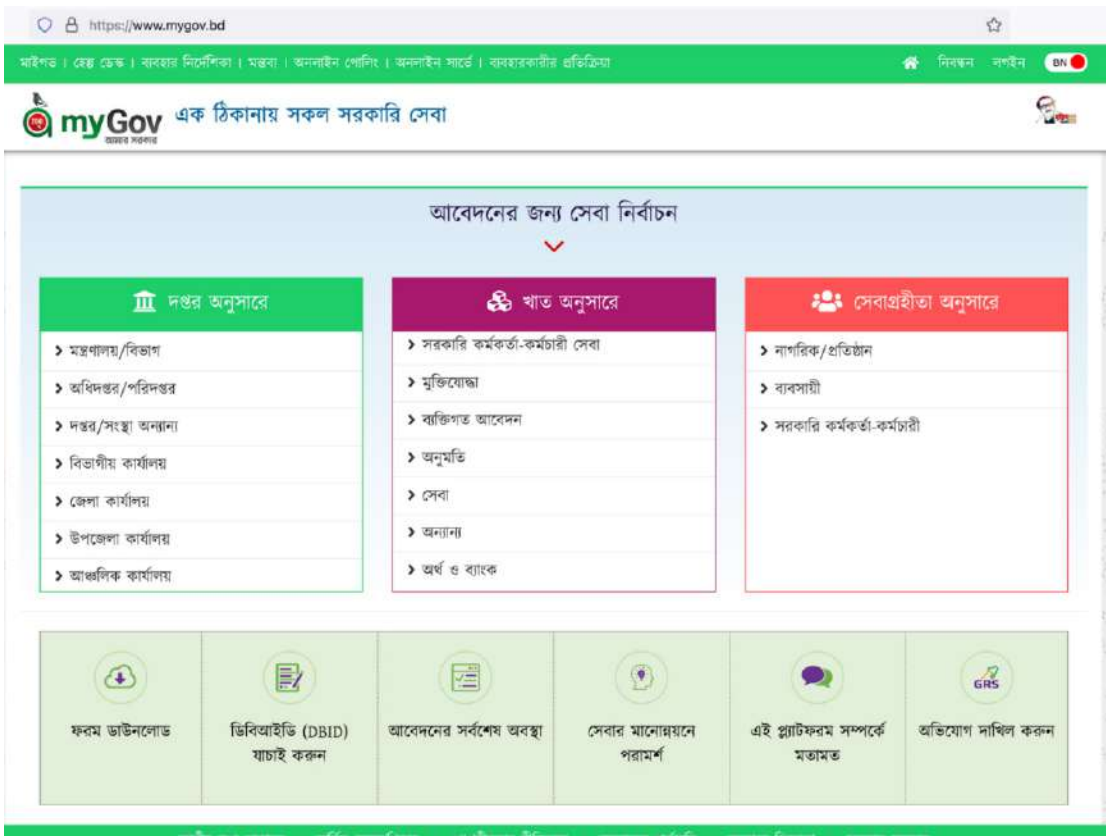 https://www.mygov.bd
মাইগভ | হেল্প ডেস্ক | ব্যবহার নির্দেশিকা | মন্তব্য | অনলাইন পোলিং | অনলাইন সার্ভে | ব্যবহারকারীর প্রতিক্রিয়া
নিবন্ধন লগইন BN
myGov এক ঠিকানায় সকল সরকারি সেবা
আমার সরকার
আবেদনের জন্য সেবা নির্বাচন
দপ্তর অনুসারে
মন্ত্রণালয়/বিভাগ
অধিদপ্তর/পরিদপ্তর
দপ্তর/সংস্থা অন্যান্য
বিভাগীয় কার্যালয়
জেলা কার্যালয়
উপজেলা কার্যালয়
আঞ্চলিক কার্যালয়
খাত অনুসারে
সরকারি কর্মকর্তা-কর্মচারী সেবা
মুক্তিযোদ্ধা
ব্যক্তিগত আবেদন
অনুমতি
সেবা
অন্যান্য
অর্থ ও ব্যাংক
সেবাগ্রহীতা অনুসারে
নাগরিক/প্রতিষ্ঠান
ব্যবসায়ী
সরকারি কর্মকর্তা-কর্মচারী
ফরম ডাউনলোড
ডিবিআইডি (DBID)
যাচাই করুন
আবেদনের সর্বশেষ অবস্থা
সেবার মানোন্নয়নে
পরামর্শ
এই প্ল্যাটফরম সম্পর্কে
মতামত
GRS
অভিযোগ দাখিল করুন